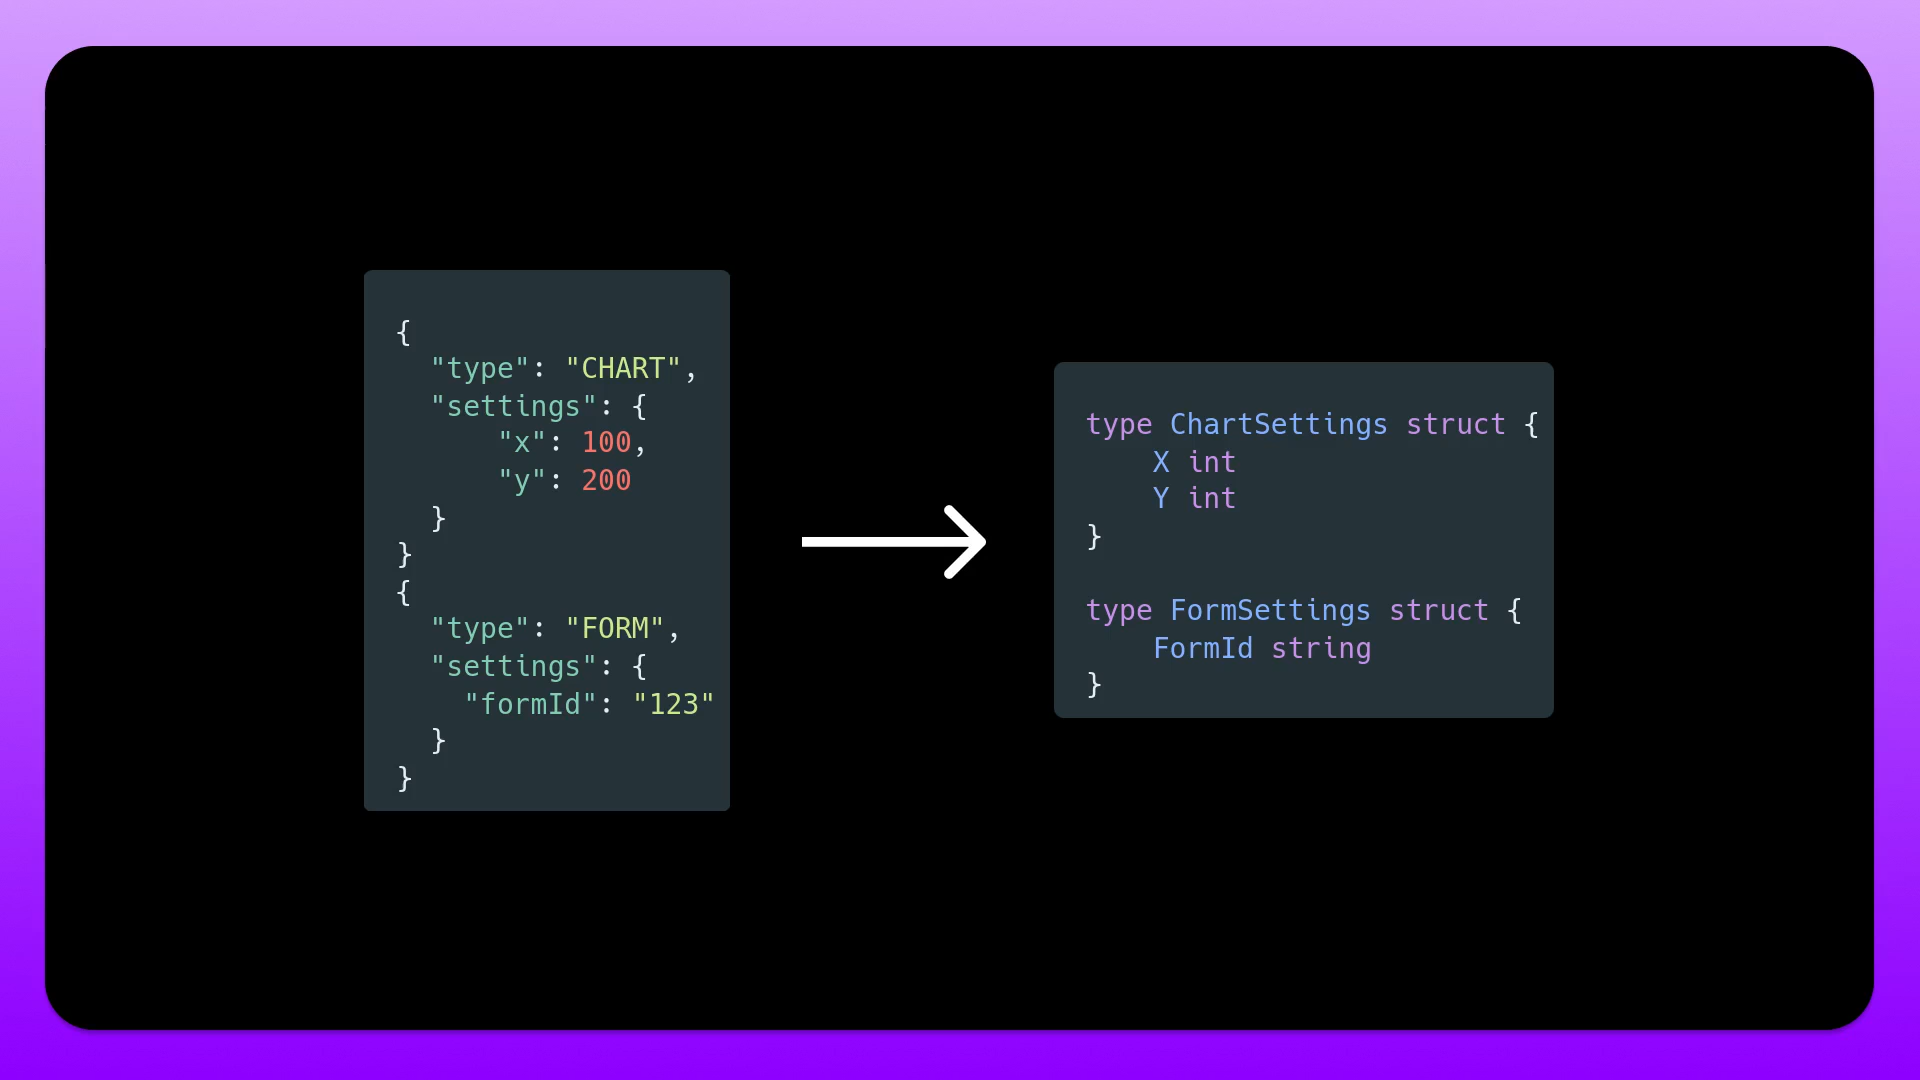 {
  "type": "CHART",
  "settings": {
      "x": 100,
      "y": 200
  }
}
{
  "type": "FORM",
  "settings": {
    "formId": "123"
  }
}
type ChartSettings struct {
    X int
    Y int
}
type FormSettings struct {
    FormId string
}